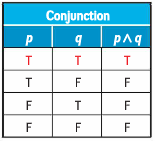 Conjunction
p q p ∧ q
T T T
T F F
F T F
F F F